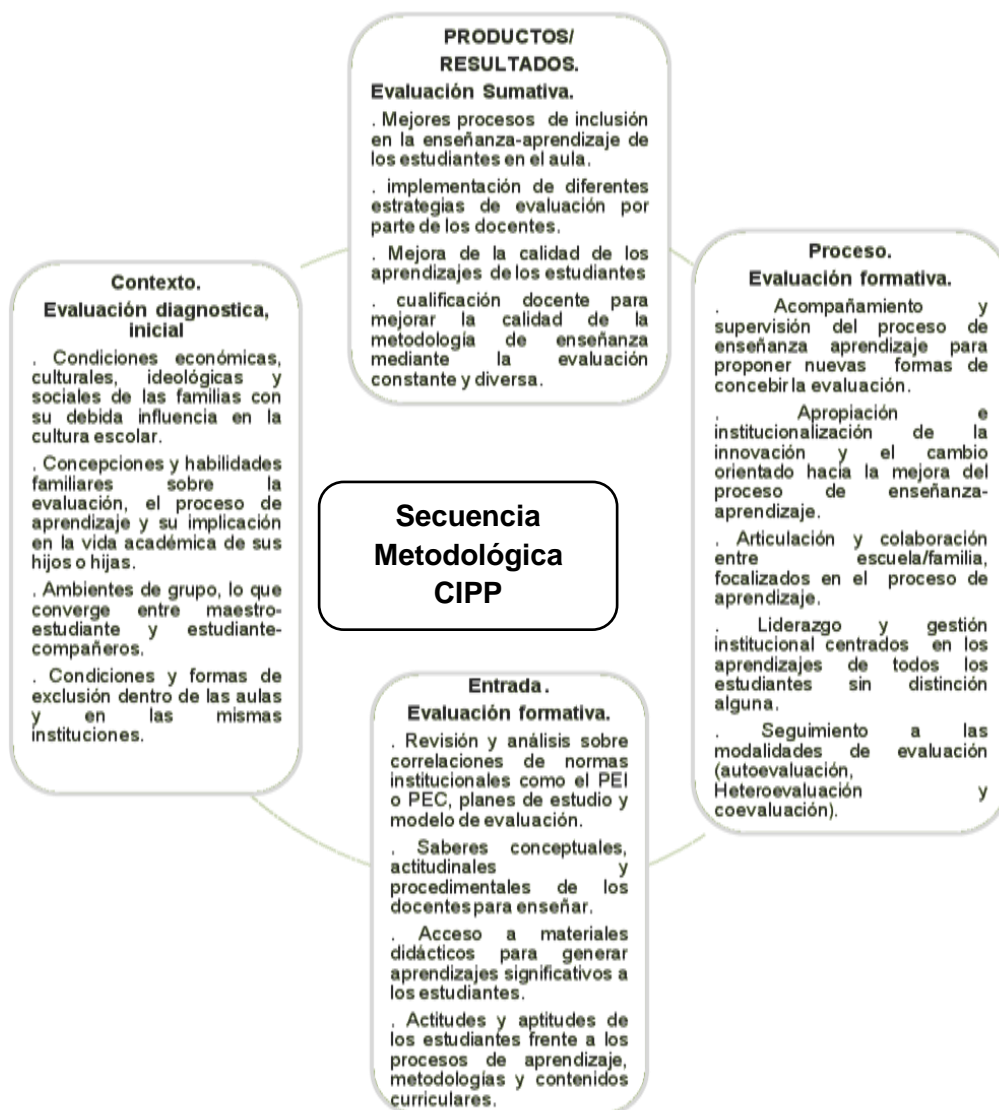 PRODUCTOS/
RESULTADOS.
Evaluación Sumativa.
. Mejores procesos de inclusión
en la enseñanza-aprendizaje de
los estudiantes en el aula.
. implementación de diferentes
estrategias de evaluación por
parte de los docentes.
. Mejora de la calidad de los
aprendizajes de los estudiantes
. cualificación docente para
mejorar la calidad de la
metodología de enseñanza
mediante la evaluación
constante y diversa.
Contexto.
Evaluación diagnostica,
inicial
. Condiciones económicas,
culturales, ideológicas y
sociales de las familias con
su debida influencia en la
cultura escolar.
. Concepciones y habilidades
familiares sobre la
evaluación, el proceso de
aprendizaje y su implicación
en la vida académica de sus
hijos o hijas.
. Ambientes de grupo, lo que
converge entre maestro-
estudiante y estudiante-
compañeros.
. Condiciones y formas de
exclusión dentro de las aulas
y en las mismas
instituciones.
Secuencia
Metodológica
CIPP
Proceso.
Evaluación formativa.
. Acompañamiento y
supervisión del proceso de
enseñanza aprendizaje para
proponer nuevas formas de
concebir la evaluación.
. Apropiación e
institucionalización de la
innovación y el cambio
orientado hacia la mejora del
proceso de enseñanza-
aprendizaje.
. Articulación y colaboración
entre escuela/familia,
focalizados en el proceso de
aprendizaje.
. Liderazgo y gestión
institucional centrados en los
aprendizajes de todos los
estudiantes sin distinción
alguna.
. Seguimiento a las
modalidades de evaluación
(autoevaluación,
Heteroevaluación y
coevaluación).
Entrada.
Evaluación formativa.
. Revisión y análisis sobre
correlaciones de normas
institucionales como el PEI
o PEC, planes de estudio y
modelo de evaluación.
. Saberes conceptuales,
actitudinales y
procedimentales de los
docentes para enseñar.
. Acceso a materiales
didácticos para generar
aprendizajes significativos a
los estudiantes.
. Actitudes y aptitudes de
los estudiantes frente a los
procesos de aprendizaje,
metodologías y contenidos
curriculares.